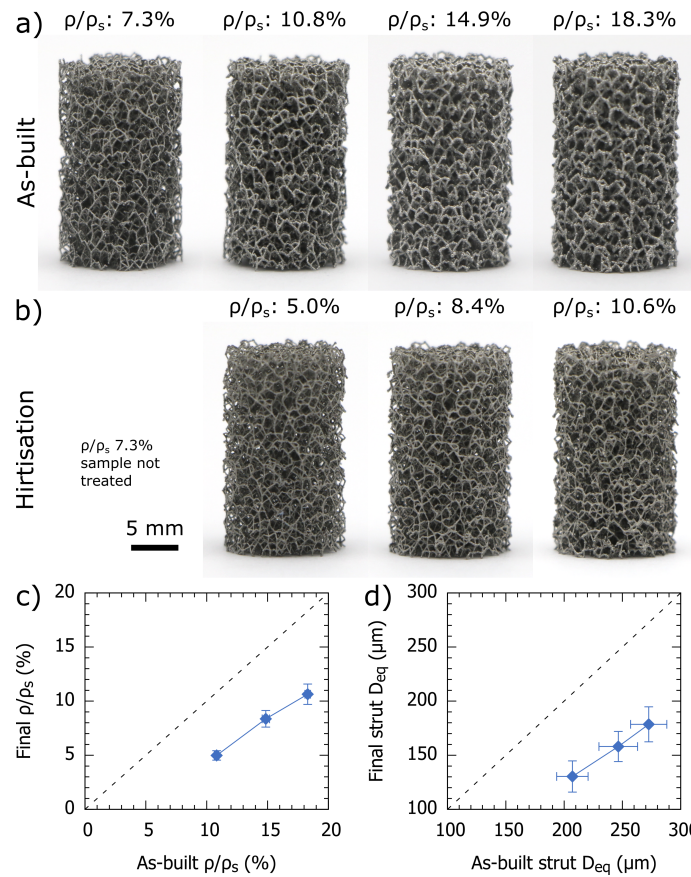 a) ρ/ρs: 7.3% ρ/ρs: 10.8% ρ/ρs: 14.9% ρ/ρs: 18.3%
As-built
b) ρ/ρs: 5.0% ρ/ρs: 8.4% ρ/ρs: 10.6%
Hirtisation
ρ/ρs 7.3%
sample not
treated
5 mm
c)
Final ρ/ρs (%)
20
15
10
5
0
0 5 10 15 20
As-built ρ/ρs (%)
d)
Final strut Deq (μm)
300
250
200
150
100
100 150 200 250 300
As-built strut Deq (μm)